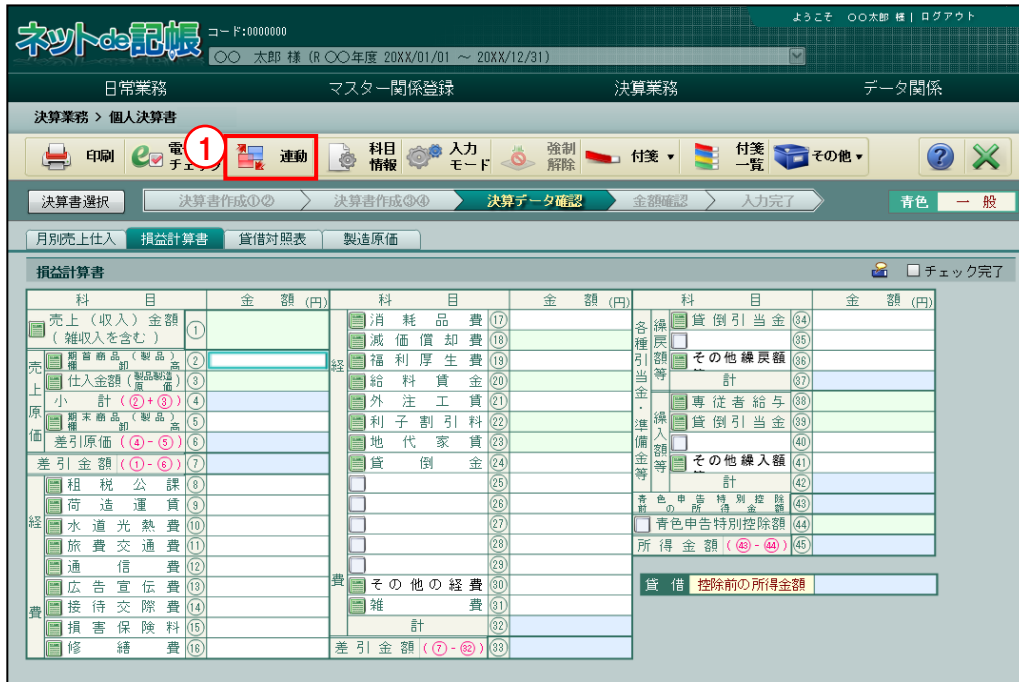 ようこそ 〇〇太郎 様 | ログアウト
ネットde記帳
コード:0000000
〇〇 太郎 様 (R 〇〇年度 20XX/01/01 ～ 20XX/12/31)
日常業務 マスター関係登録 決算業務 データ関係
決算業務 > 個人決算書
印刷 電 チェック 1 連動 科目情報 入力モード 強制解除 付箋 ▼ 付箋一覧 その他 ▼
決算書選択 決算書作成①② 決算書作成③④ 決算データ確認 金額確認 入力完了 青色 一般
月別売上仕入 損益計算書 貸借対照表 製造原価
損益計算書 チェック完了
科目 金額 (円)
売上(収入)金額(雑収入を含む) ①
売上原価
期首商品(製品)棚卸高 ②
仕入金額(製品製造原価) ③
小計 (②+③) ④
期末商品(製品)棚卸高 ⑤
差引原価 (④-⑤) ⑥
差引金額 (①-⑥) ⑦
経費
租税公課 ⑧
荷造運賃 ⑨
水道光熱費 ⑩
旅費交通費 ⑪
通信費 ⑫
広告宣伝費 ⑬
接待交際費 ⑭
損害保険料 ⑮
修繕費 ⑯
科目 金額 (円)
経費
消耗品費 ⑰
減価償却費 ⑱
福利厚生費 ⑲
給料賃金 ⑳
外注工賃 ㉑
利子割引料 ㉒
地代家賃 ㉓
貸倒金 ㉔
㉕
㉖
㉗
㉘
㉙
その他の経費 ㉚
雑費 ㉛
計 ㉜
差引金額 (⑦-㉜) ㉝
科目 金額 (円)
各種引当金・準備金等
繰戻額等
貸倒引当金 ㉞
㉟
その他繰戻額 ㊱
計 ㊲
繰入額等
専従者給与 ㊳
貸倒引当金 ㊴
㊵
その他繰入額 ㊶
計 ㊷
青色申告特別控除前の所得金額 ㊸
青色申告特別控除額 ㊹
所得金額 (㊸-㊹) ㊺
貸借 控除前の所得金額